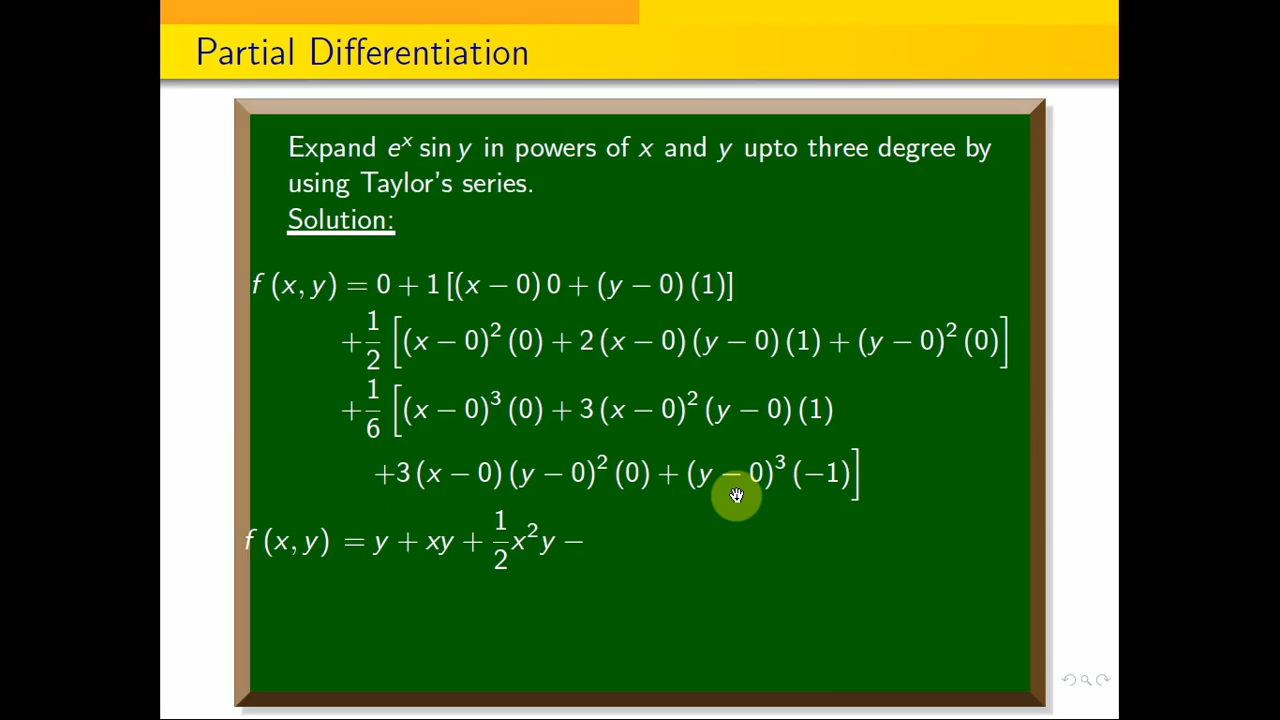 Partial Differentiation
Expand eˣ sin y in powers of x and y upto three degree by
using Taylor's series.
Solution:
f (x, y) = 0 + 1 [(x − 0) 0 + (y − 0) (1)]
+ 1/2 [(x − 0)² (0) + 2 (x − 0) (y − 0) (1) + (y − 0)² (0)]
+ 1/6 [(x − 0)³ (0) + 3 (x − 0)² (y − 0) (1)
+3 (x − 0) (y − 0)² (0) + (y − 0)³ (−1)]
f (x, y) = y + xy + 1/2 x²y −